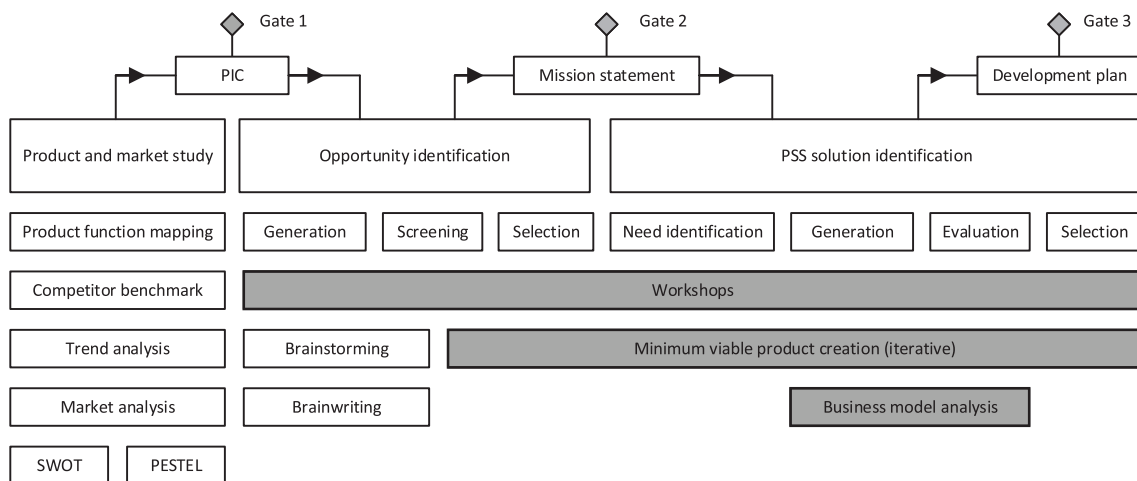 Gate 1
Gate 2
Gate 3
PIC
Mission statement
Development plan
Product and market study
Opportunity identification
PSS solution identification
Product function mapping
Generation
Screening
Selection
Need identification
Generation
Evaluation
Selection
Competitor benchmark
Workshops
Trend analysis
Brainstorming
Minimum viable product creation (iterative)
Market analysis
Brainwriting
Business model analysis
SWOT
PESTEL